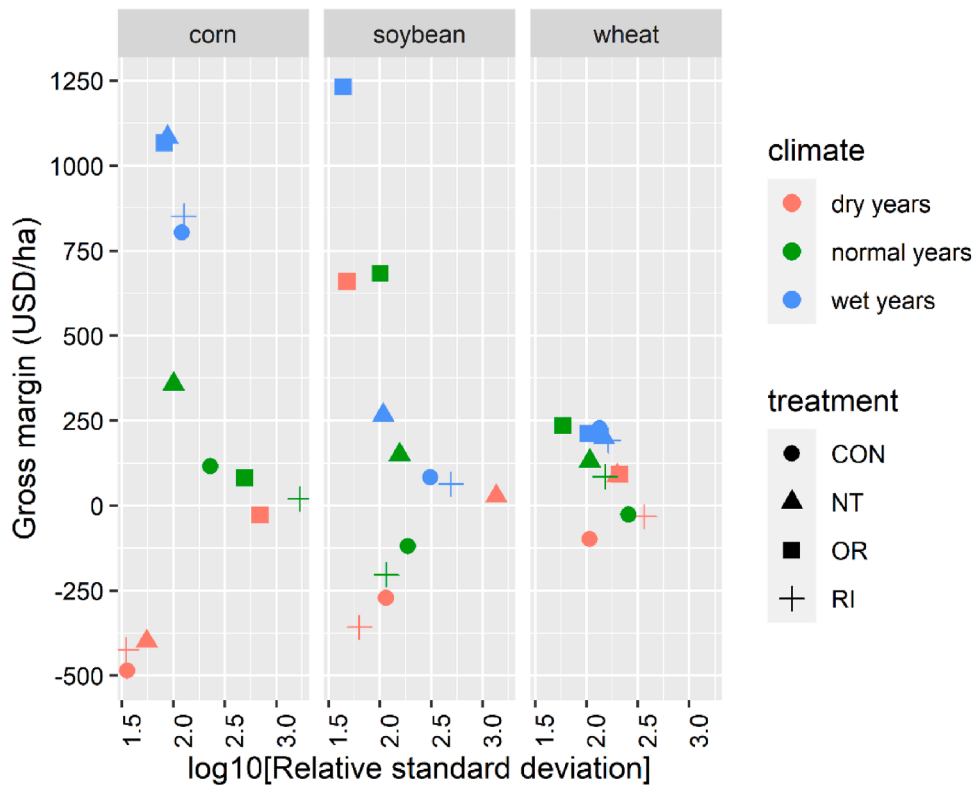 corn soybean wheat
1250
1000
750
500
250
0
-250
-500
Gross margin (USD/ha)
1.5 2.0 2.5 3.0 1.5 2.0 2.5 3.0 1.5 2.0 2.5 3.0
log10[Relative standard deviation]
climate
dry years
normal years
wet years
treatment
CON
NT
OR
RI